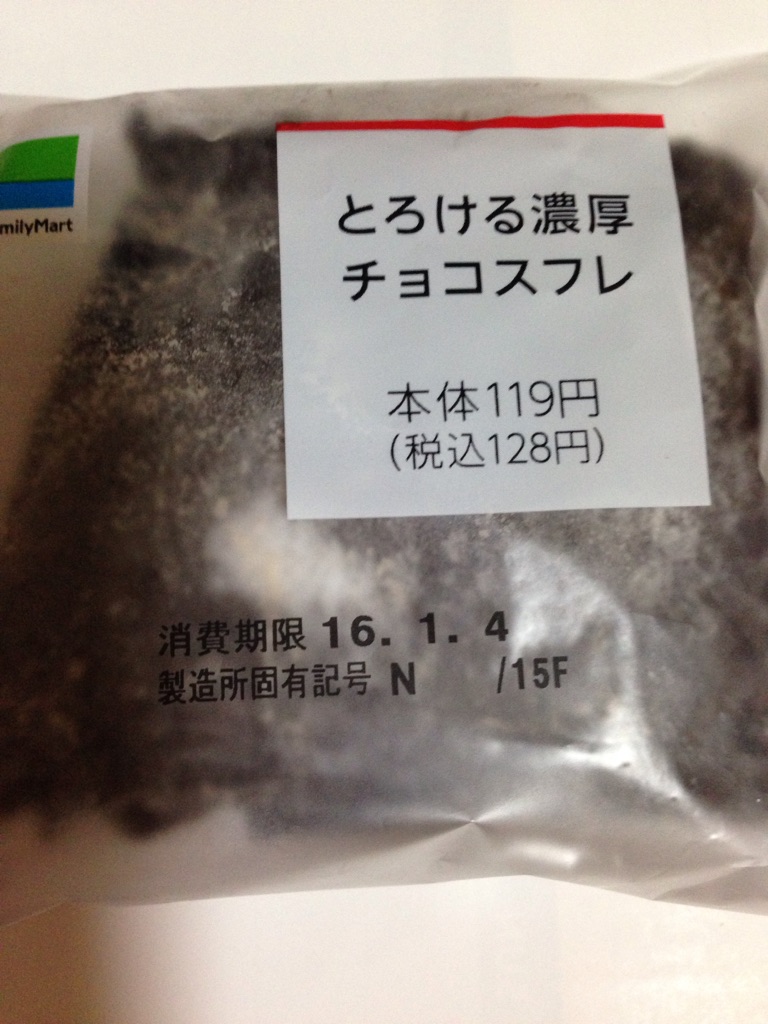 milyMart
とろける濃厚
チョコスフレ
本体119円
(税込128円)
消費期限 16. 1. 4
製造所固有記号 N /15F